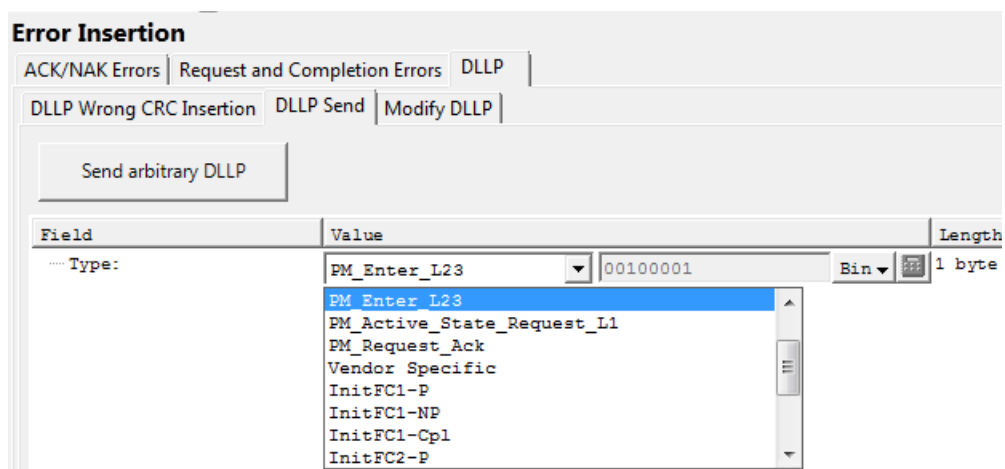 Error Insertion
ACK/NAK Errors Request and Completion Errors DLLP
DLLP Wrong CRC Insertion DLLP Send Modify DLLP
Send arbitrary DLLP
Field Value Length
Type: PM_Enter_L23 00100001 Bin 1 byte
PM_Enter_L23
PM_Active_State_Request_L1
PM_Request_Ack
Vendor Specific
InitFC1-P
InitFC1-NP
InitFC1-Cpl
InitFC2-P